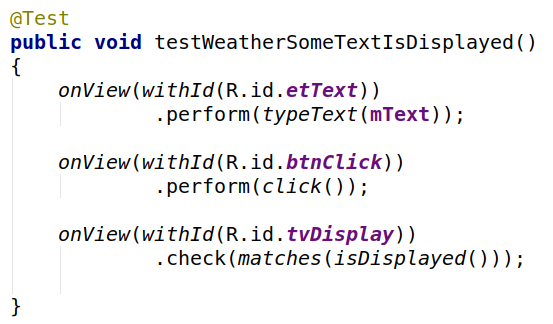 @Test
public void testWeatherSomeTextIsDisplayed()
{
    onView(withId(R.id.etText))
            .perform(typeText(mText));
    onView(withId(R.id.btnClick))
            .perform(click());
    onView(withId(R.id.tvDisplay))
            .check(matches(isDisplayed()));
}